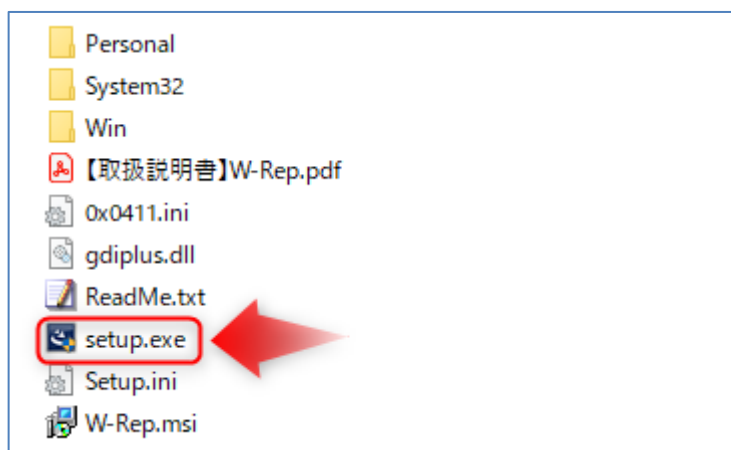 Personal
System32
Win
【取扱説明書】W-Rep.pdf
0x0411.ini
gdiplus.dll
ReadMe.txt
setup.exe
Setup.ini
W-Rep.msi